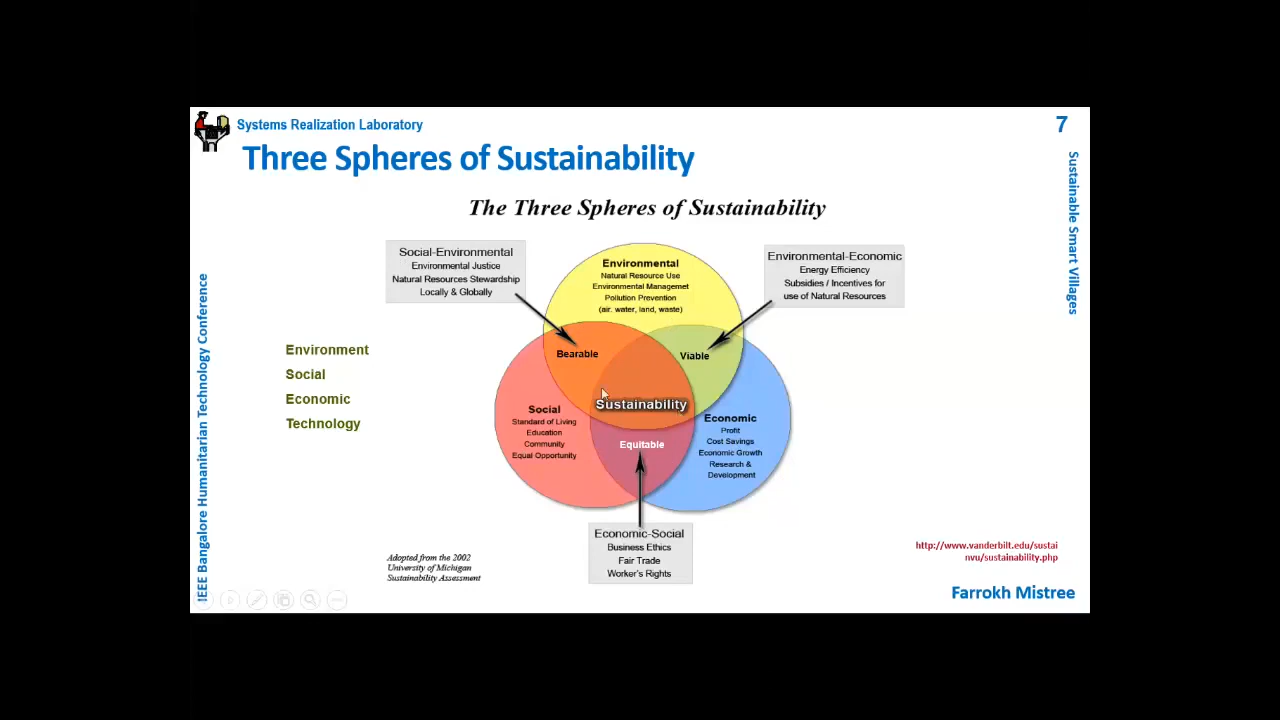 Systems Realization Laboratory
7
Three Spheres of Sustainability
Sustainable Smart Villages
The Three Spheres of Sustainability
Social-Environmental
Environmental Justice
Natural Resources Stewardship
Locally & Globally
Environmental
Natural Resource Use
Environmental Managemet
Pollution Prevention
(air. water, land, waste)
Environmental-Economic
Energy Efficiency
Subsidies / Incentives for
use of Natural Resources
IEEE Bangalore Humanitarian Technology Conference
Environment
Social
Economic
Technology
Bearable
Viable
Sustainability
Social
Standard of Living
Education
Community
Equal Opportunity
Economic
Profit
Cost Savings
Economic Growth
Research &
Development
Equitable
Economic-Social
Business Ethics
Fair Trade
Worker's Rights
Adopted from the 2002
University of Michigan
Sustainability Assessment
http://www.vanderbilt.edu/sustai
nvu/sustainability.php
Farrokh Mistree